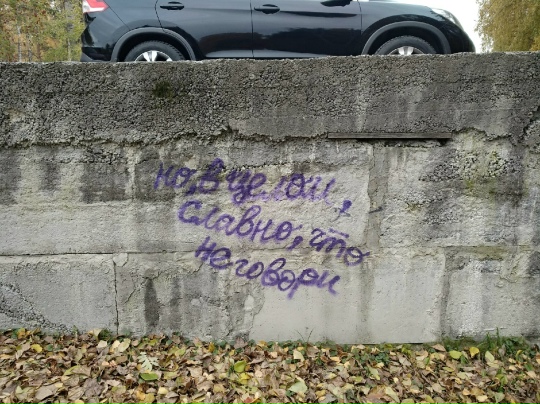 но, в целом,
славно, что
не говори